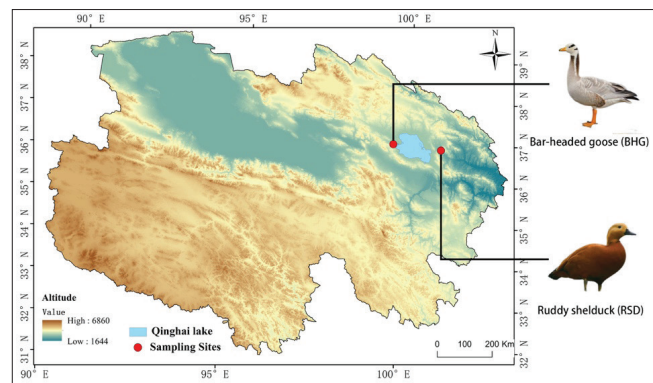 90° E 95° E 100° E
38° N
37° N
36° N
35° N
34° N
33° N
32° N
31° N
39° N
38° N
37° N
36° N
35° N
34° N
33° N
32° N
N
Bar-headed goose (BHG)
Ruddy shelduck (RSD)
Altitude
Value
High : 6860
Low : 1644
Qinghai lake
Sampling Sites
0 100 200 Km
90° E 95° E 100° E